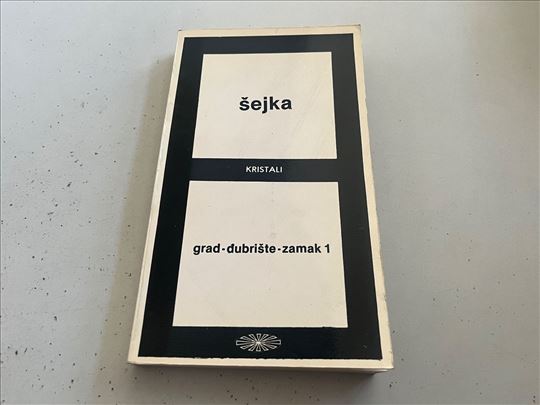 šejka
KRISTALI
grad-đubrište-zamak 1